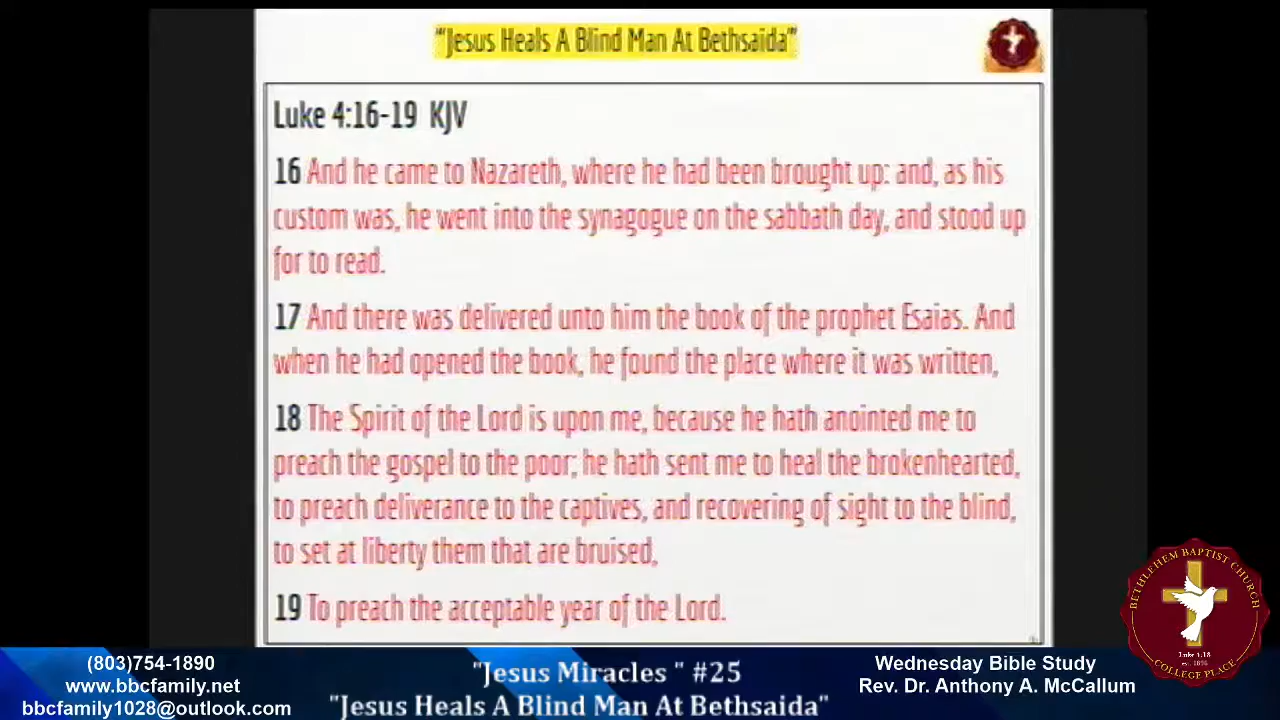 "Jesus Heals A Blind Man At Bethsaida"
Luke 4:16-19 KJV
16 And he came to Nazareth, where he had been brought up: and, as his
custom was, he went into the synagogue on the sabbath day, and stood up
for to read.
17 And there was delivered unto him the book of the prophet Esaias. And
when he had opened the book, he found the place where it was written,
18 The Spirit of the Lord is upon me, because he hath anointed me to
preach the gospel to the poor; he hath sent me to heal the brokenhearted,
to preach deliverance to the captives, and recovering of sight to the blind,
to set at liberty them that are bruised,
19 To preach the acceptable year of the Lord.
BETHLEHEM BAPTIST CHURCH
Luke 4:18
COLLEGE PLACE
(803)754-1890
www.bbcfamily.net
bbcfamily1028@outlook.com
"Jesus Miracles " #25
"Jesus Heals A Blind Man At Bethsaida"
Wednesday Bible Study
Rev. Dr. Anthony A. McCallum